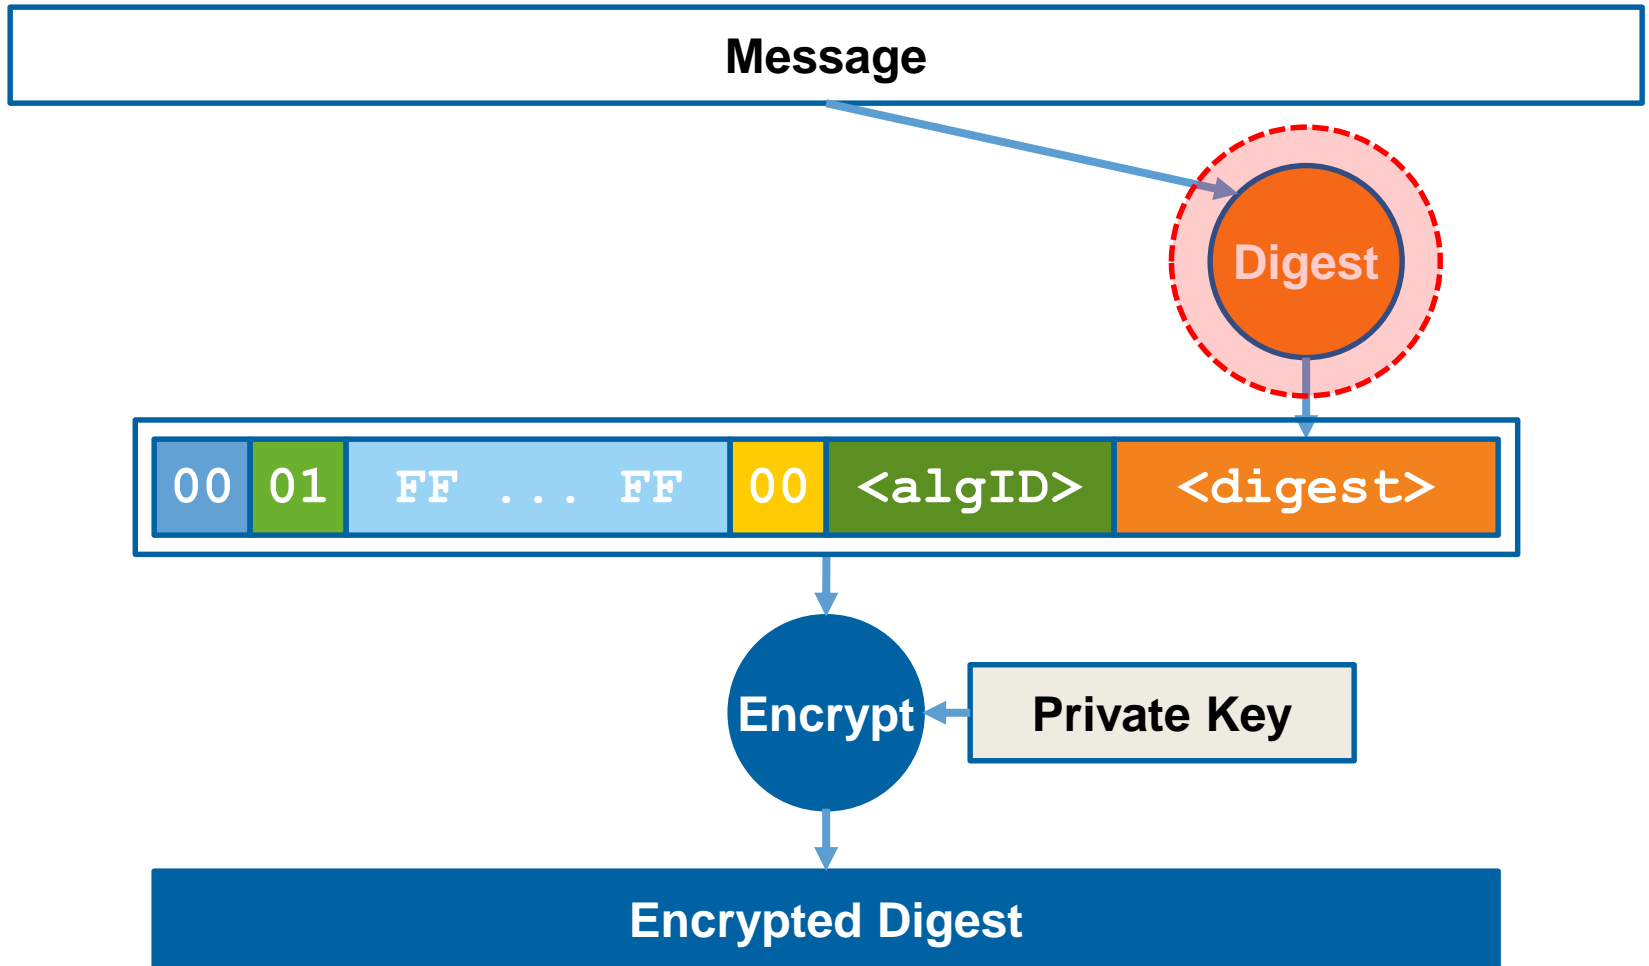 Message
Digest
00 01 FF ... FF 00 <algID> <digest>
Encrypt
Private Key
Encrypted Digest